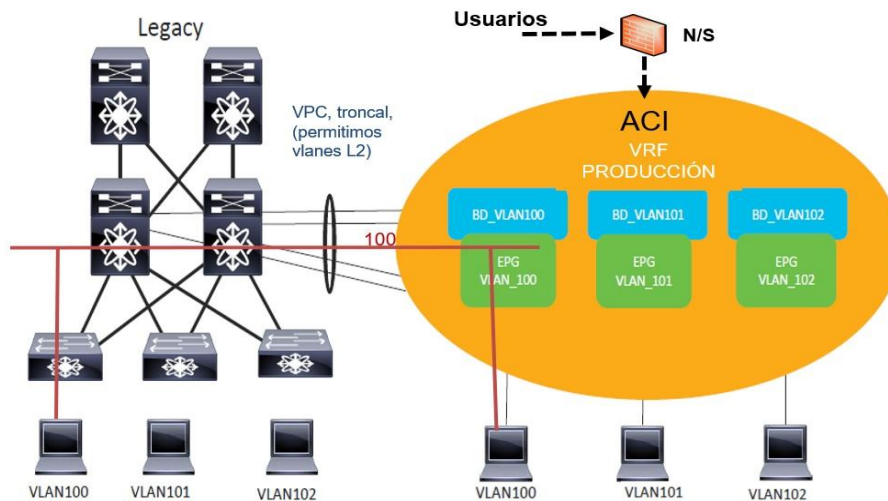 Legacy
Usuarios
N/S
VPC, troncal,
(permitimos
vlanes L2)
ACI
VRF
PRODUCCIÓN
BD_VLAN100
BD_VLAN101
BD_VLAN102
100
EPG
VLAN_100
EPG
VLAN_101
EPG
VLAN_102
VLAN100
VLAN101
VLAN102
VLAN100
VLAN101
VLAN102